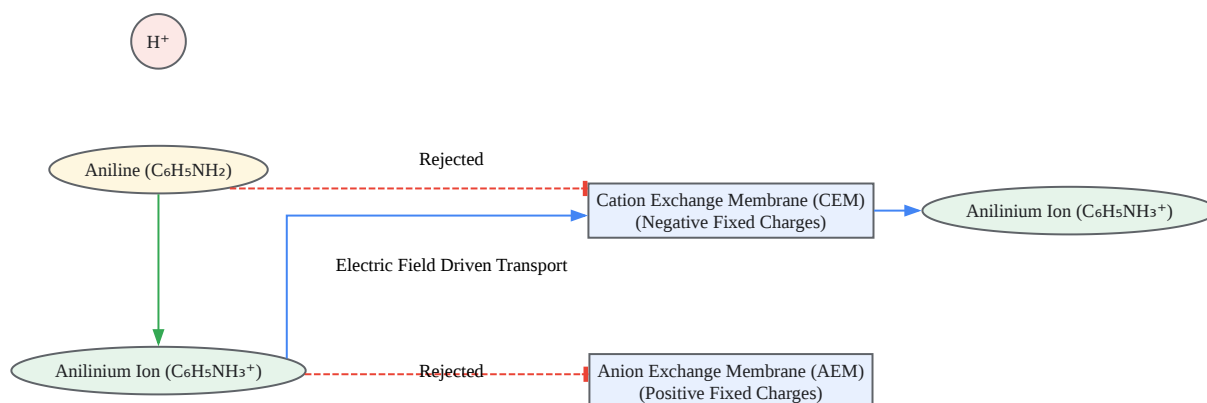 H⁺
Aniline (C₆H₅NH₂)
Rejected
Cation Exchange Membrane (CEM)
(Negative Fixed Charges)
Anilinium Ion (C₆H₅NH₃⁺)
Electric Field Driven Transport
Anilinium Ion (C₆H₅NH₃⁺)
Rejected
Anion Exchange Membrane (AEM)
(Positive Fixed Charges)